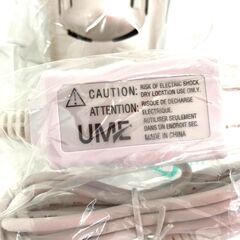 CAUTION: RISK OF ELECTRIC SHOCK.
DRY LOCATION USE ONLY.
ATTENTION: RISQUE DE DECHARGE
ELECTRIQUE.
UTILISER SEULEMENT
DANS UN ENDROIT SEC.
UME MADE IN CHINA